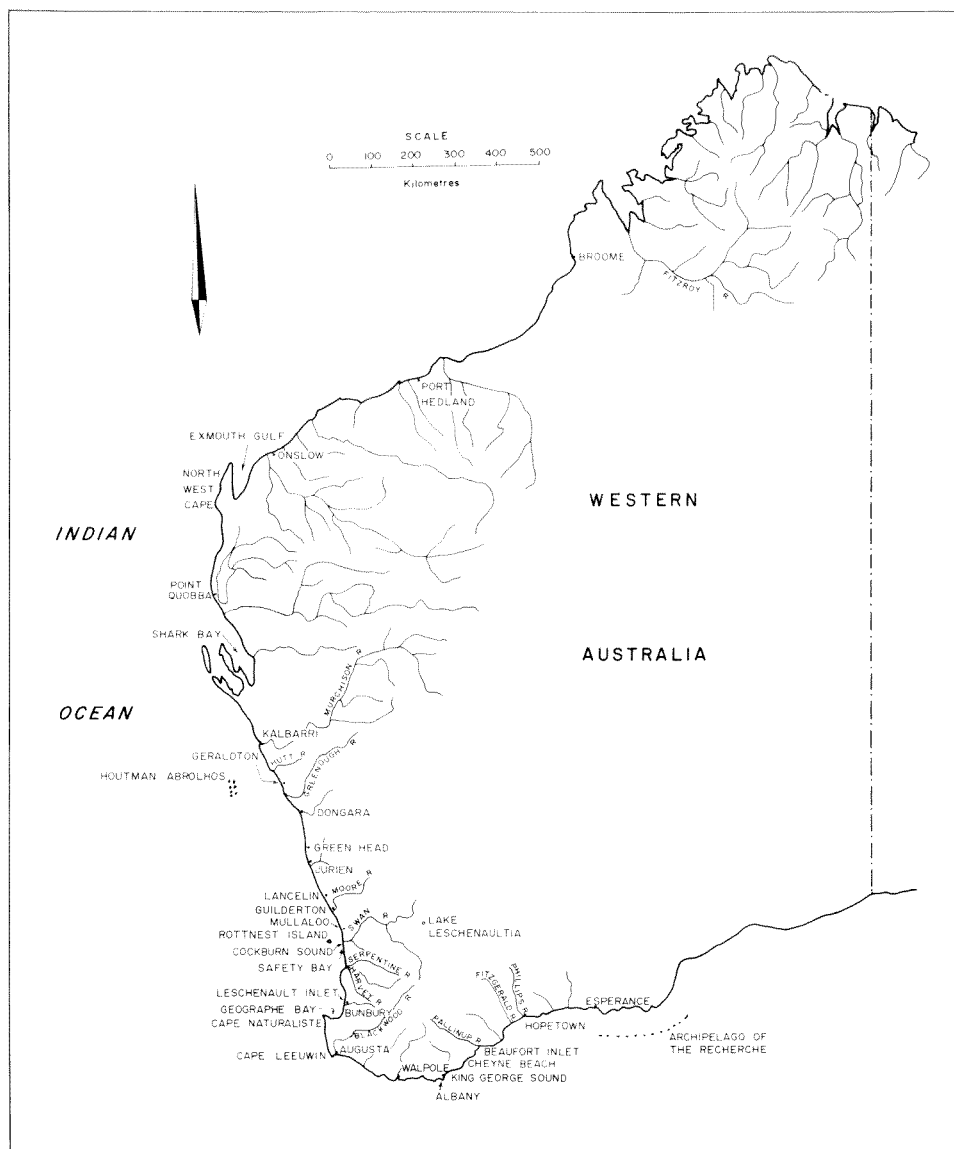 SCALE
0 100 200 300 400 500
Kilometres
BROOME
FITZROY R
PORT
HEDLAND
EXMOUTH GULF
ONSLOW
NORTH
WEST
CAPE
WESTERN
INDIAN
POINT
QUOBBA
SHARK BAY
AUSTRALIA
MURCHISON R
OCEAN
KALBARRI
GERALDTON
HUTT R
GREENOUGH R
HOUTMAN ABROLHOS
DONGARA
GREEN HEAD
JURIEN
LANCELIN
MOORE R
GUILDERTON
MULLALOO
SWAN R
LAKE
LESCHENAULTIA
ROTTNEST ISLAND
COCKBURN SOUND
SERPENTINE R
SAFETY BAY
HARVEY R
FITZGERALD R
PHILLIPS R
LESCHENAULT INLET
ESPERANCE
GEOGRAPHE BAY
BUNBURY
CAPE NATURALISTE
BLACKWOOD R
PALLINUP R
HOPETOWN
ARCHIPELAGO
OF THE RECHERCHE
CAPE LEEUWIN
AUGUSTA
BEAUFORT INLET
WALPOLE
CHEYNE BEACH
KING GEORGE SOUND
ALBANY